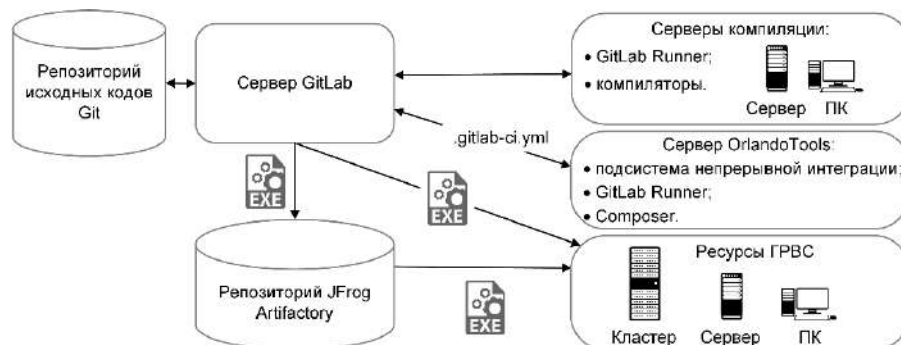 Репозиторий
исходных кодов
Git
Сервер GitLab
Серверы компиляции:
• GitLab Runner;
• компиляторы.
Сервер ПК
.gitlab-ci.yml
Сервер OrlandoTools:
• подсистема непрерывной интеграции;
• GitLab Runner;
• Composer.
EXE
EXE
Репозиторий JFrog
Artifactory
EXE
Ресурсы ГРВС
Кластер Сервер ПК